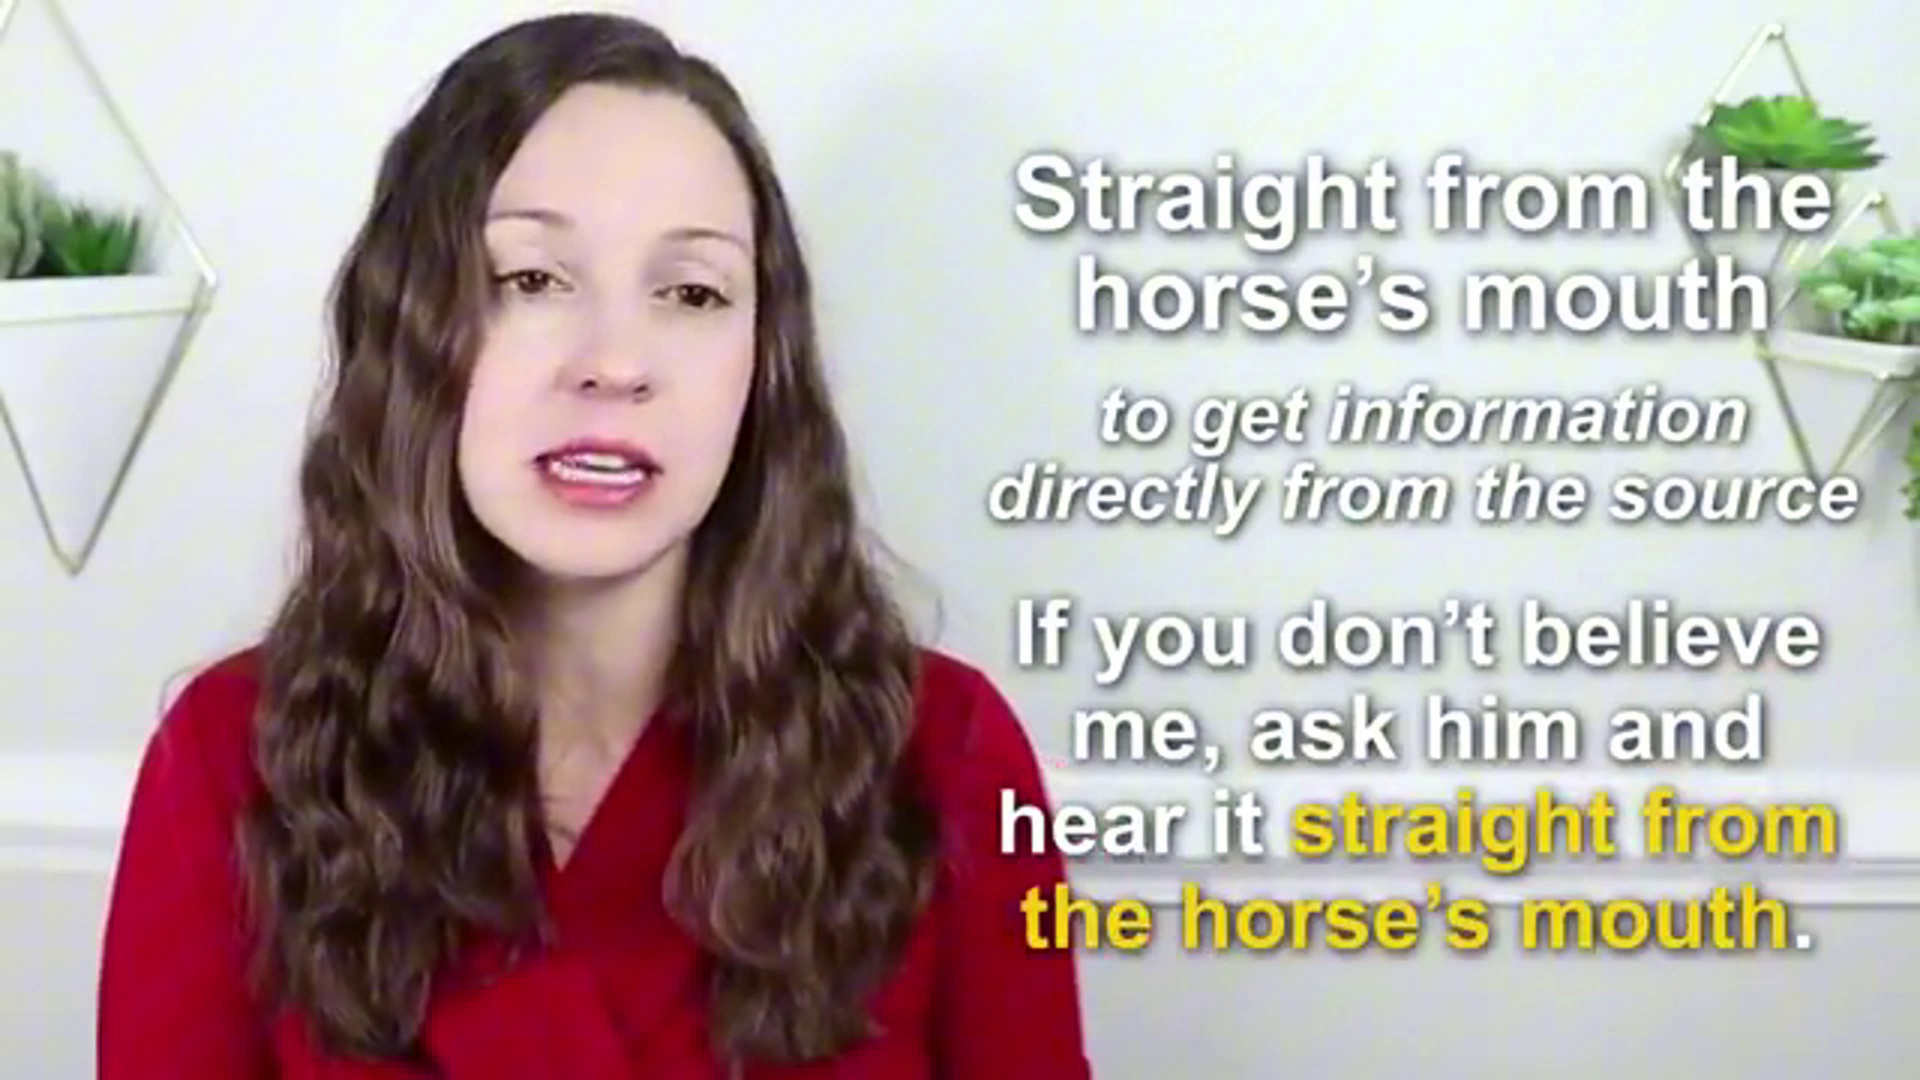 Straight from the
horse's mouth
to get information
directly from the source
If you don't believe
me, ask him and
hear it straight from
the horse's mouth.